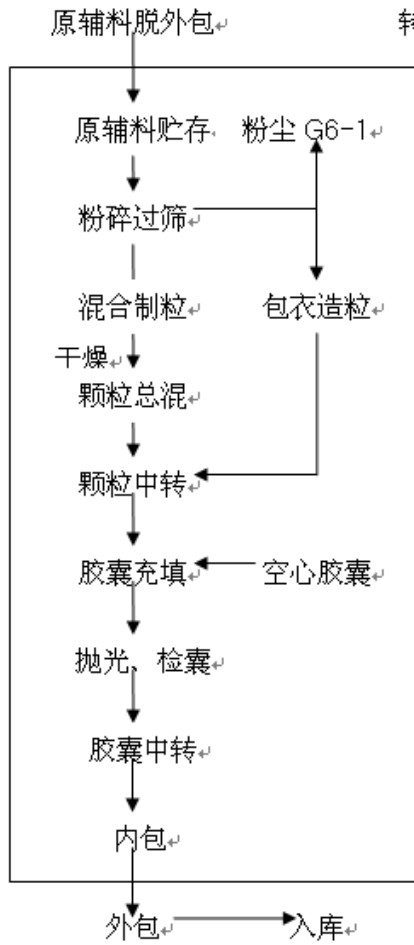 原辅料脱外包
原辅料贮存 粉尘 G6-1
粉碎过筛
混合制粒 包衣造粒
干燥
颗粒总混
颗粒中转
胶囊充填 空心胶囊
抛光、检囊
胶囊中转
内包
外包 入库